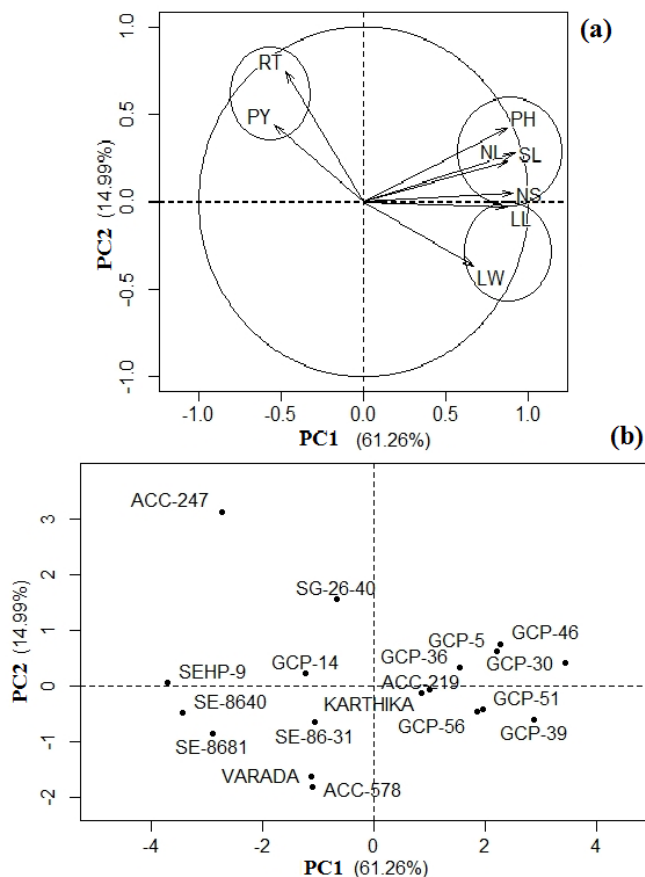 (a)
1.0
RT
PY
PH
NL
SL
NS
LL
LW
0.5
0.0
-0.5
-1.0
PC2 (14.99%)
-1.0 -0.5 0.0 0.5 1.0
PC1 (61.26%)
(b)
ACC-247
SG-26-40
GCP-5
GCP-46
GCP-36
GCP-30
SEHP-9
GCP-14
ACC-219
SE-8640
KARTHIKA
GCP-51
SE-8681
SE-86-31
GCP-56
GCP-39
VARADA
ACC-578
3
2
1
0
-1
-2
PC2 (14.99%)
-4 -2 0 2 4
PC1 (61.26%)